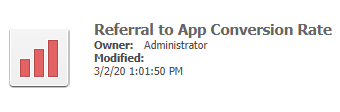 Referral to App Conversion Rate
Owner: Administrator
Modified:
3/2/20 1:01:50 PM